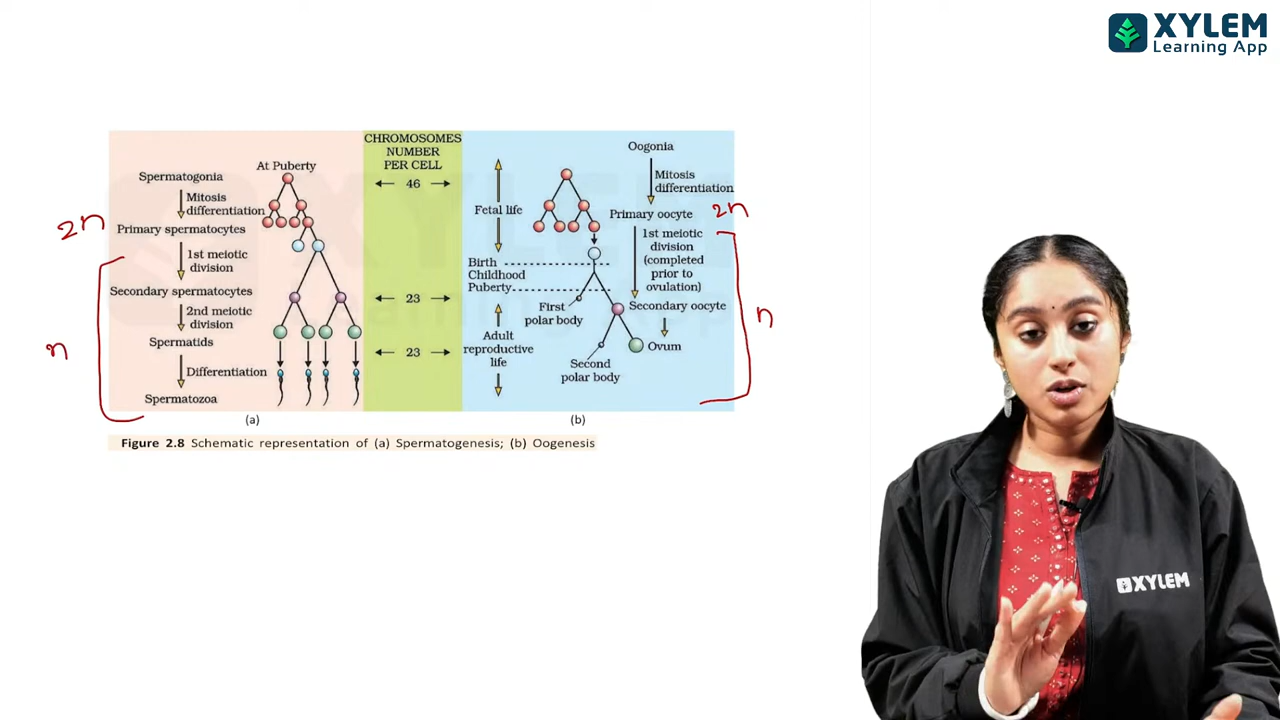 XYLEM
Learning App
CHROMOSOMES
NUMBER
PER CELL
46
23
23
At Puberty
Spermatogonia
Mitosis
differentiation
2n
Primary spermatocytes
1st meiotic
division
Secondary spermatocytes
2nd meiotic
division
n
Spermatids
Differentiation
Spermatozoa
(a)
Oogonia
Mitosis
differentiation
Fetal life
Primary oocyte
2n
1st meiotic
division
(completed
prior to
ovulation)
Birth
Childhood
Puberty
First
polar body
Secondary oocyte
n
Adult
reproductive
life
Ovum
Second
polar body
(b)
Figure 2.8 Schematic representation of (a) Spermatogenesis; (b) Oogenesis
XYLEM